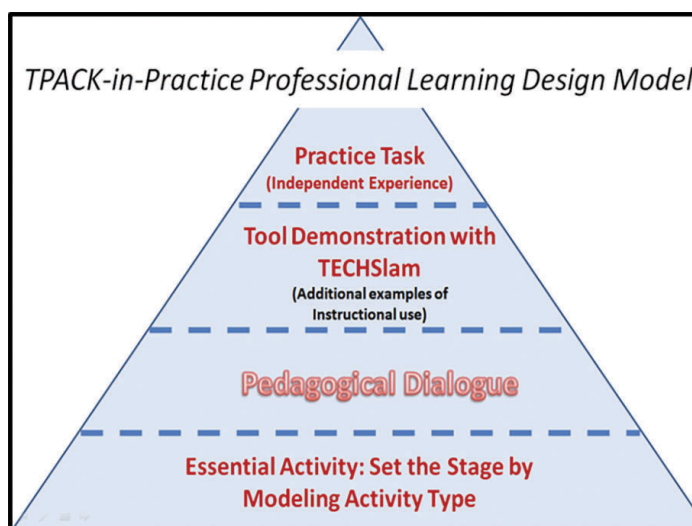 TPACK-in-Practice Professional Learning Design Model
Practice Task
(Independent Experience)
Tool Demonstration with
TECHSlam
(Additional examples of
Instructional use)
Pedagogical Dialogue
Essential Activity: Set the Stage by
Modeling Activity Type